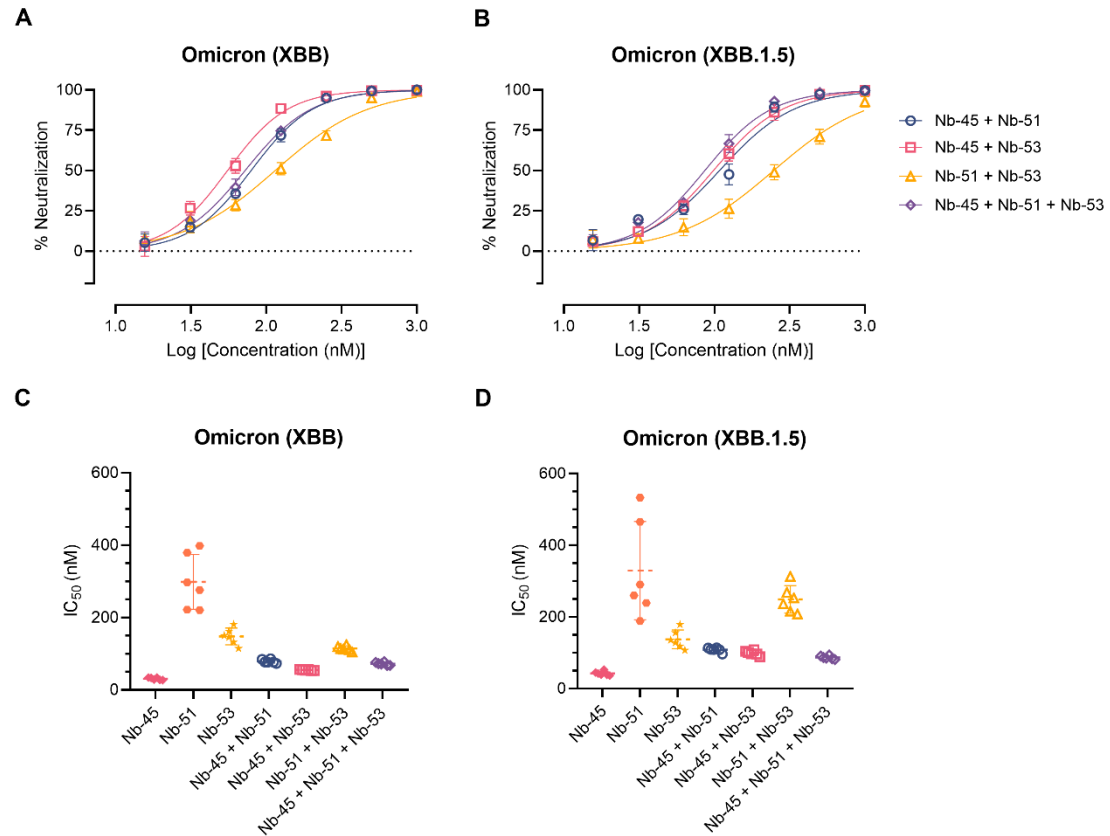 A
B
Omicron (XBB)
Omicron (XBB.1.5)
% Neutralization
100
75
50
25
0
1.0
1.5
2.0
2.5
3.0
Log [Concentration (nM)]
% Neutralization
100
75
50
25
0
1.0
1.5
2.0
2.5
3.0
Log [Concentration (nM)]
Nb-45 + Nb-51
Nb-45 + Nb-53
Nb-51 + Nb-53
Nb-45 + Nb-51 + Nb-53
C
D
Omicron (XBB)
Omicron (XBB.1.5)
IC50 (nM)
600
400
200
0
Nb-45
Nb-51
Nb-53
Nb-45 + Nb-51
Nb-45 + Nb-53
Nb-51 + Nb-53
Nb-45 + Nb-51 + Nb-53
IC50 (nM)
600
400
200
0
Nb-45
Nb-51
Nb-53
Nb-45 + Nb-51
Nb-45 + Nb-53
Nb-51 + Nb-53
Nb-45 + Nb-51 + Nb-53